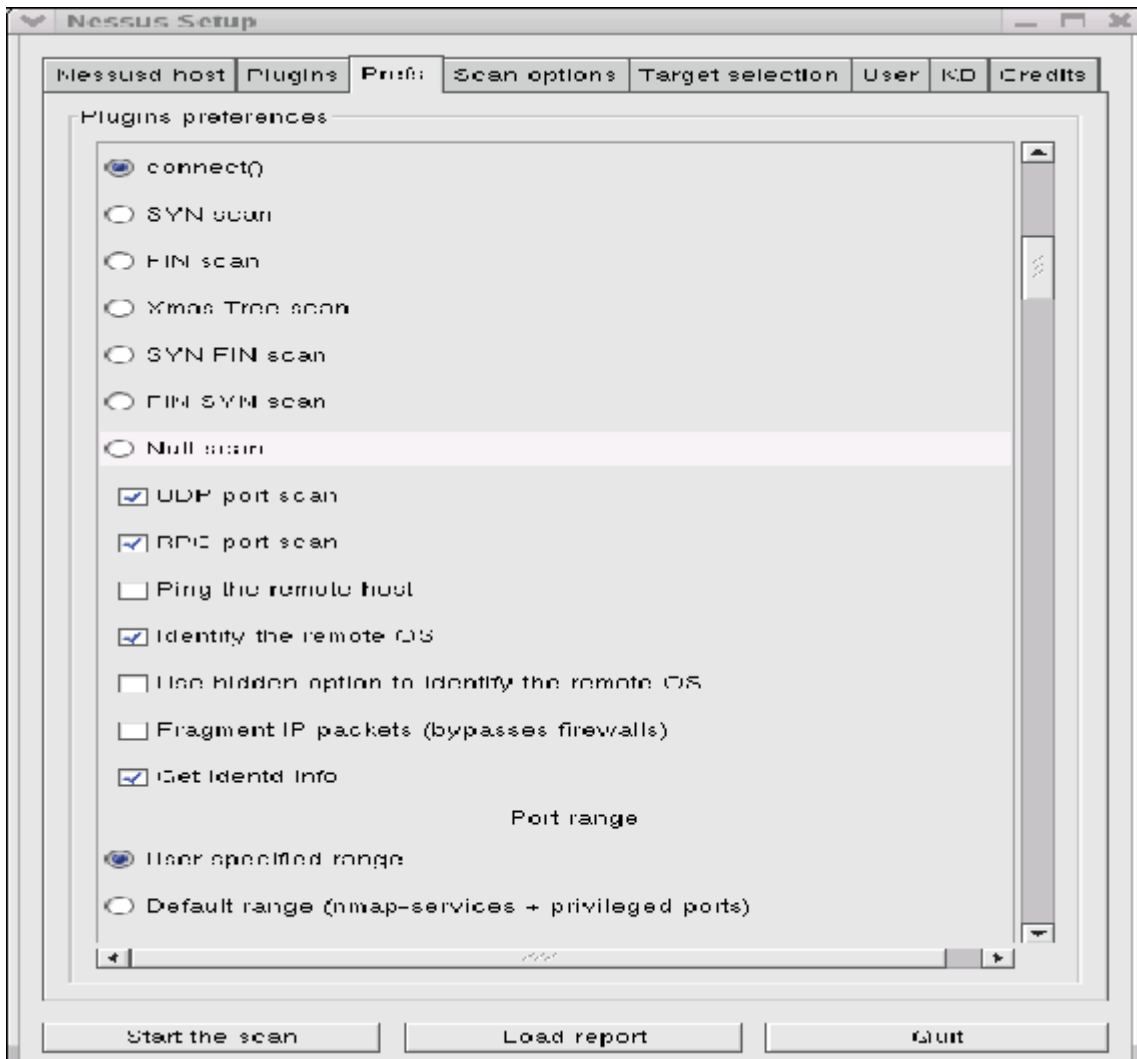 Nessus Setup
Nessusd host Plugins Prefs. Scan options Target selection User KB Credits
Plugins preferences
connect()
SYN scan
FIN scan
Xmas Tree scan
SYN FIN scan
FIN SYN scan
Null scan
UDP port scan
RPC port scan
Ping the remote host
Identify the remote OS
Use hidden option to identify the remote OS
Fragment IP packets (bypasses firewalls)
Get Identd info
Port range
User specified range
Default range (nmap-services + privileged ports)
Start the scan Load report Quit